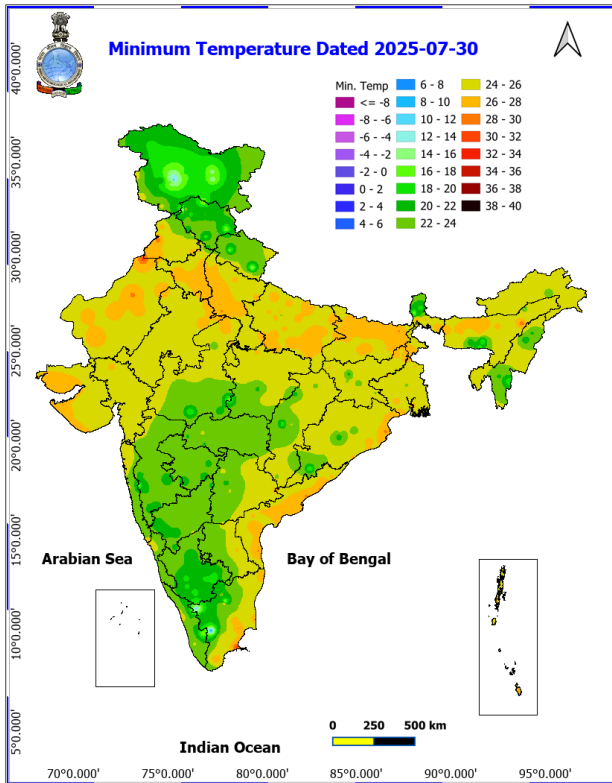 Minimum Temperature Dated 2025-07-30
Min. Temp
<= -8
-8 - -6
-6 - -4
-4 - -2
-2 - 0
0 - 2
2 - 4
4 - 6
6 - 8
8 - 10
10 - 12
12 - 14
14 - 16
16 - 18
18 - 20
20 - 22
22 - 24
24 - 26
26 - 28
28 - 30
30 - 32
32 - 34
34 - 36
36 - 38
38 - 40
40°0.000'
35°0.000'
30°0.000'
25°0.000'
20°0.000'
15°0.000'
10°0.000'
5°0.000'
Arabian Sea
Bay of Bengal
Indian Ocean
0 250 500 km
70°0.000' 75°0.000' 80°0.000' 85°0.000' 90°0.000' 95°0.000'